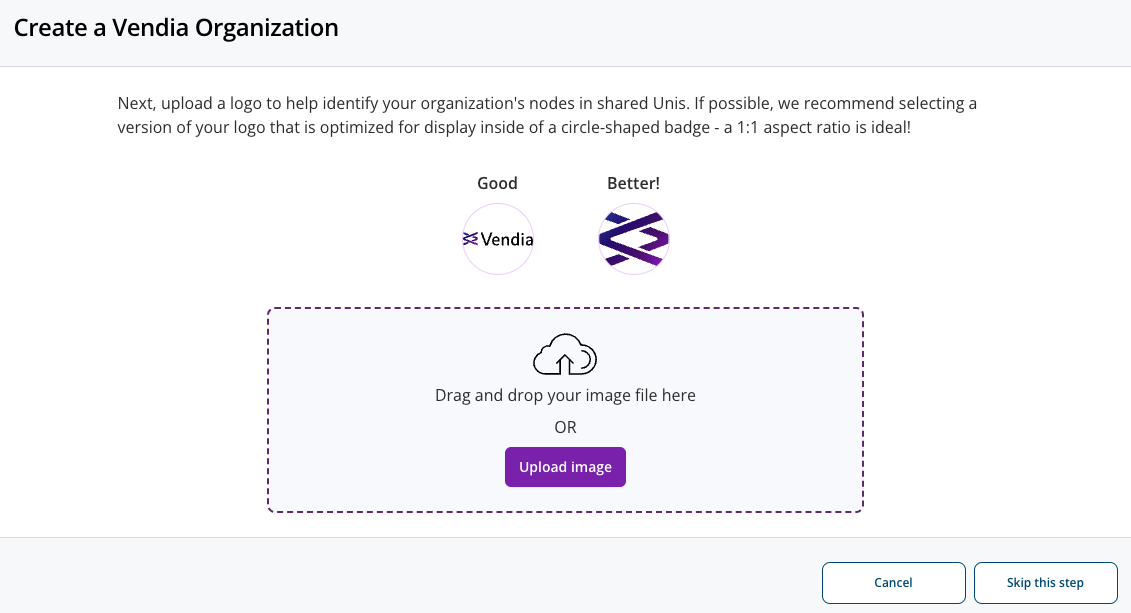 Create a Vendia Organization
Next, upload a logo to help identify your organization's nodes in shared Unis. If possible, we recommend selecting a
version of your logo that is optimized for display inside of a circle-shaped badge - a 1:1 aspect ratio is ideal!
Good
Better!
Vendia
Drag and drop your image file here
OR
Upload image
Cancel
Skip this step